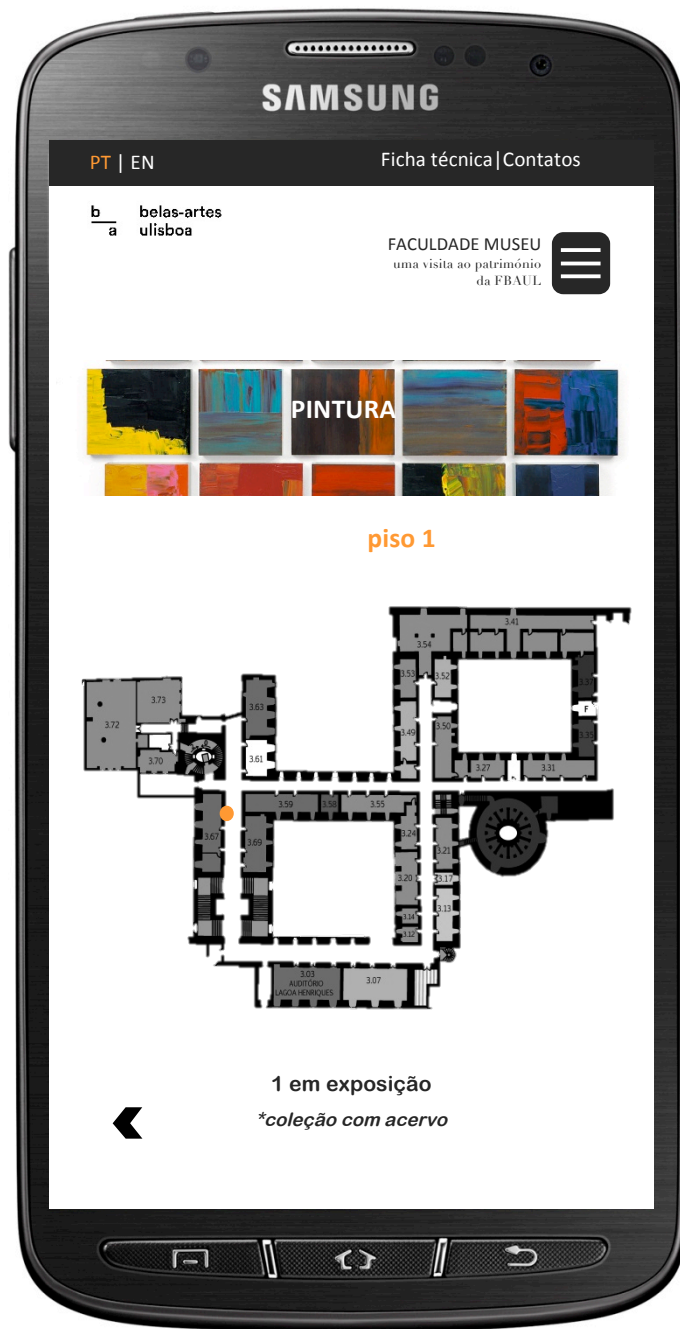 SAMSUNG
PT | EN
Ficha técnica|Contatos
b
a
belas-artes
ulisboa
FACULDADE MUSEU
uma visita ao património
da FBAUL
PINTURA
piso 1
3.41
3.54
3.53
3.52
3.37
3.73
3.63
F
3.72
3.49
3.50
3.35
3.70
3.61
3.27
3.31
3.59
3.58
3.55
3.67
3.69
3.24
3.21
3.20
3.17
3.13
3.14
3.12
3.03
AUDITÓRIO
LAGOA HENRIQUES
3.07
1 em exposição
*coleção com acervo